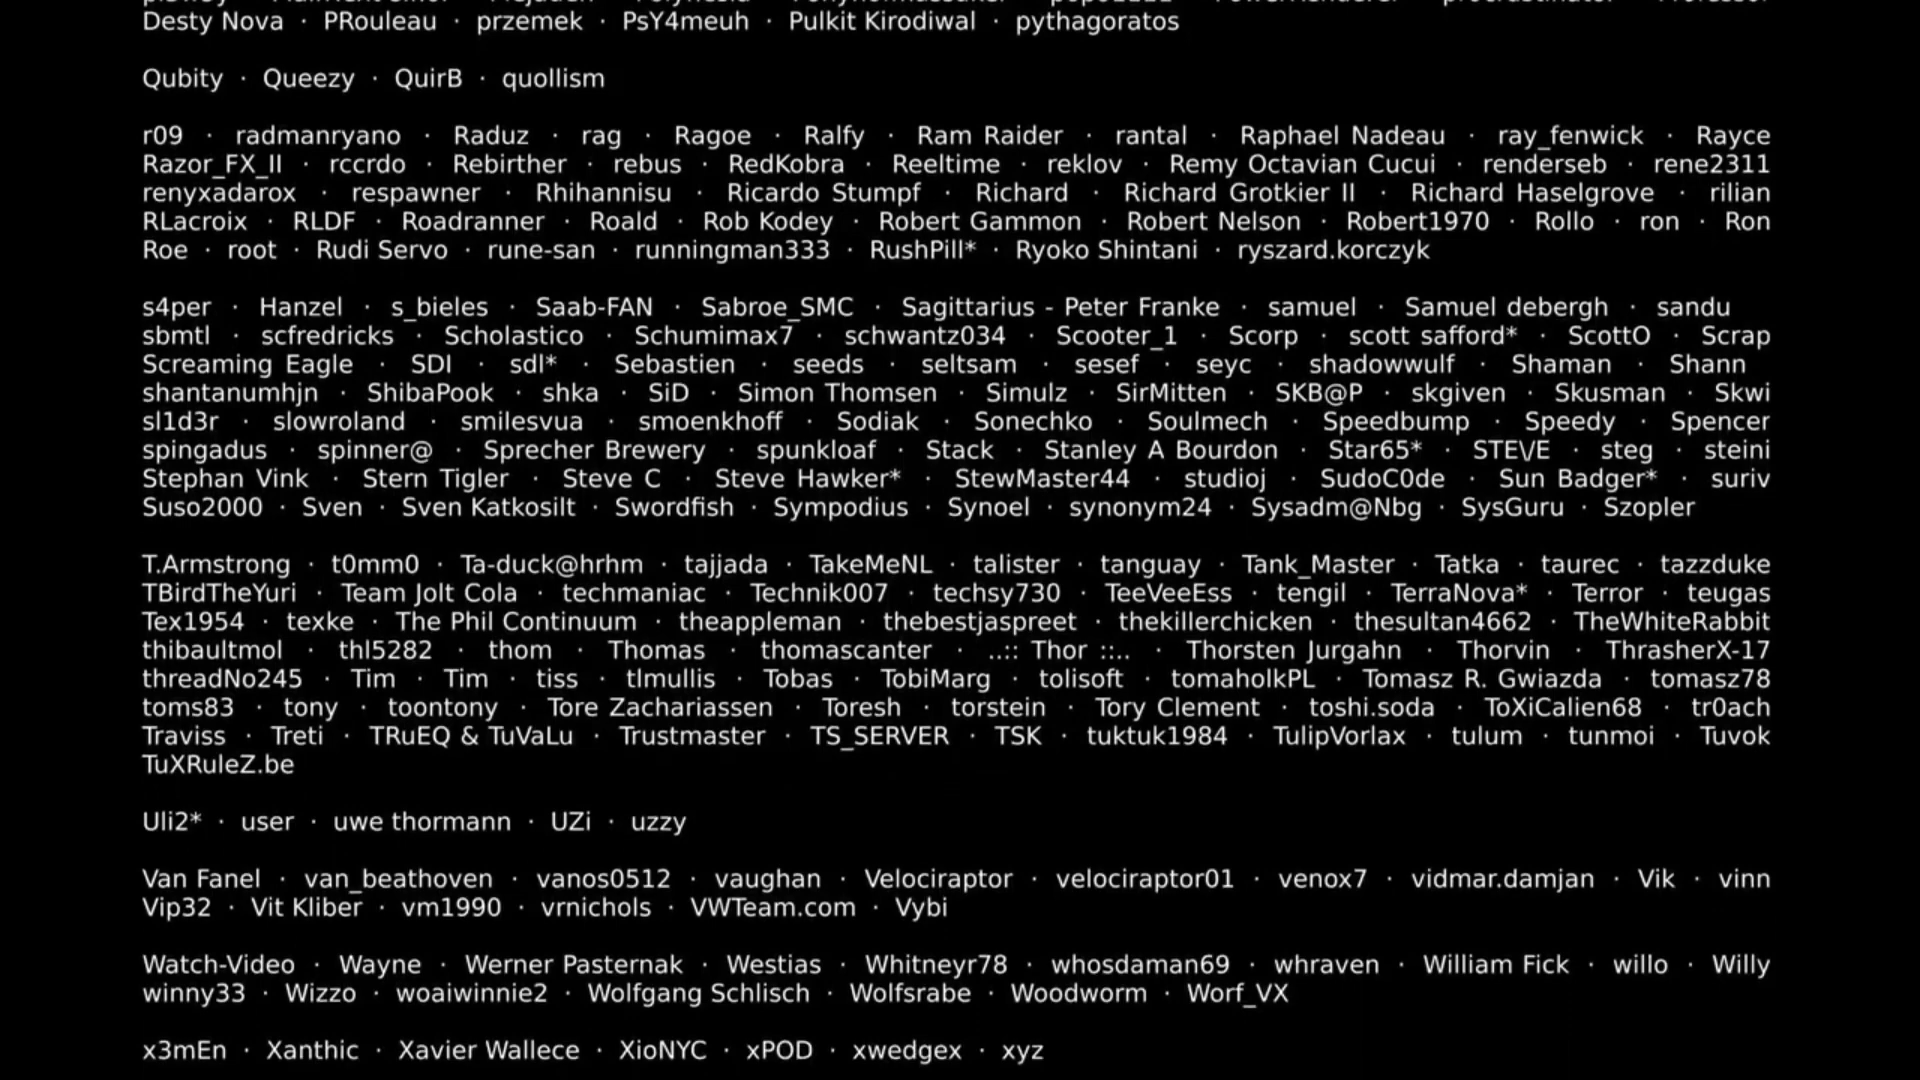 Desty Nova · PRouleau · przemek · PsY4meuh · Pulkit Kirodiwal · pythagoratos
Qubity · Queezy · QuirB · quollism
r09 · radmanryano · Raduz · rag · Ragoe · Ralfy · Ram Raider · rantal · Raphael Nadeau · ray_fenwick · Rayce
Razor_FX_II · rccrdo · Rebirther · rebus · RedKobra · Reeltime · reklov · Remy Octavian Cucui · renderseb · rene2311
renyxadarox · respawner · Rhihannisu · Ricardo Stumpf · Richard · Richard Grotkier II · Richard Haselgrove · rilian
RLacroix · RLDF · Roadranner · Roald · Rob Kodey · Robert Gammon · Robert Nelson · Robert1970 · Rollo · ron · Ron
Roe · root · Rudi Servo · rune-san · runningman333 · RushPill* · Ryoko Shintani · ryszard.korczyk
s4per · Hanzel · s_bieles · Saab-FAN · Sabroe_SMC · Sagittarius - Peter Franke · samuel · Samuel debergh · sandu
sbmtl · scfredricks · Scholastico · Schumimax7 · schwantz034 · Scooter_1 · Scorp · scott safford* · ScottO · Scrap
Screaming Eagle · SDI · sdl* · Sebastien · seeds · seltsam · sesef · seyc · shadowwulf · Shaman · Shann
shantanumhjn · ShibaPook · shka · SiD · Simon Thomsen · Simulz · SirMitten · SKB@P · skgiven · Skusman · Skwi
sl1d3r · slowroland · smilesvua · smoenkhoff · Sodiak · Sonechko · Soulmech · Speedbump · Speedy · Spencer
spingadus · spinner@ · Sprecher Brewery · spunkloaf · Stack · Stanley A Bourdon · Star65* · STE\/E · steg · steini
Stephan Vink · Stern Tigler · Steve C · Steve Hawker* · StewMaster44 · studioj · SudoC0de · Sun Badger* · suriv
Suso2000 · Sven · Sven Katkosilt · Swordfish · Sympodius · Synoel · synonym24 · Sysadm@Nbg · SysGuru · Szopler
T.Armstrong · t0mm0 · Ta-duck@hrhm · tajjada · TakeMeNL · talister · tanguay · Tank_Master · Tatka · taurec · tazzduke
TBirdTheYuri · Team Jolt Cola · techmaniac · Technik007 · techsy730 · TeeVeeEss · tengil · TerraNova* · Terror · teugas
Tex1954 · texke · The Phil Continuum · theappleman · thebestjaspreet · thekillerchicken · thesultan4662 · TheWhiteRabbit
thibaultmol · thl5282 · thom · Thomas · thomascanter · ..:: Thor ::.. · Thorsten Jurgahn · Thorvin · ThrasherX-17
threadNo245 · Tim · Tim · tiss · tlmullis · Tobas · TobiMarg · tolisoft · tomaholkPL · Tomasz R. Gwiazda · tomasz78
toms83 · tony · toontony · Tore Zachariassen · Toresh · torstein · Tory Clement · toshi.soda · ToXiCalien68 · tr0ach
Traviss · Treti · TRuEQ & TuVaLu · Trustmaster · TS_SERVER · TSK · tuktuk1984 · TulipVorlax · tulum · tunmoi · Tuvok
TuXRuleZ.be
Uli2* · user · uwe thormann · UZi · uzzy
Van Fanel · van_beathoven · vanos0512 · vaughan · Velociraptor · velociraptor01 · venox7 · vidmar.damjan · Vik · vinn
Vip32 · Vit Kliber · vm1990 · vrnichols · VWTeam.com · Vybi
Watch-Video · Wayne · Werner Pasternak · Westias · Whitneyr78 · whosdaman69 · whraven · William Fick · willo · Willy
winny33 · Wizzo · woaiwinnie2 · Wolfgang Schlisch · Wolfsrabe · Woodworm · Worf_VX
x3mEn · Xanthic · Xavier Wallece · XioNYC · xPOD · xwedgex · xyz